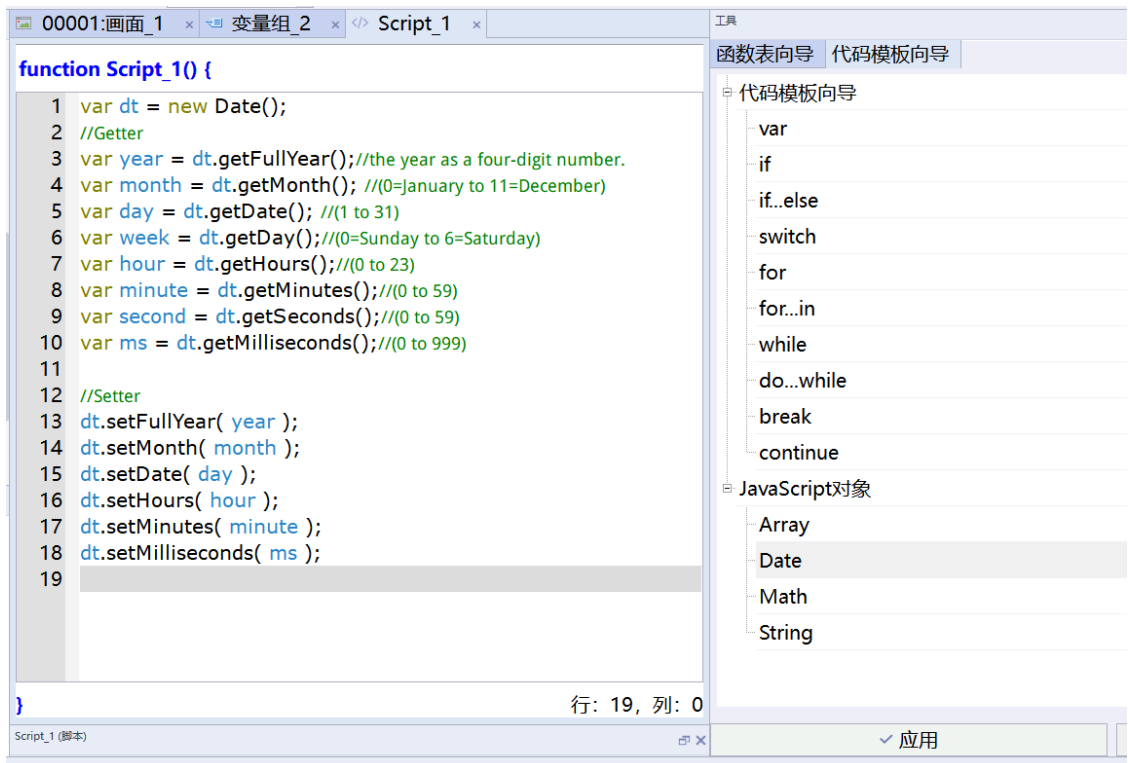 00001:画面_1 × 变量组_2 × </> Script_1 ×
function Script_1() {
1 var dt = new Date();
2 //Getter
3 var year = dt.getFullYear();//the year as a four-digit number.
4 var month = dt.getMonth(); //(0=January to 11=December)
5 var day = dt.getDate(); //(1 to 31)
6 var week = dt.getDay();//(0=Sunday to 6=Saturday)
7 var hour = dt.getHours();//(0 to 23)
8 var minute = dt.getMinutes();//(0 to 59)
9 var second = dt.getSeconds();//(0 to 59)
10 var ms = dt.getMilliseconds();//(0 to 999)
11
12 //Setter
13 dt.setFullYear( year );
14 dt.setMonth( month );
15 dt.setDate( day );
16 dt.setHours( hour );
17 dt.setMinutes( minute );
18 dt.setMilliseconds( ms );
19
}
行: 19, 列: 0
Script_1 (脚本)
工具
函数表向导 代码模板向导
代码模板向导
var
if
if...else
switch
for
for...in
while
do...while
break
continue
JavaScript对象
Array
Date
Math
String
应用